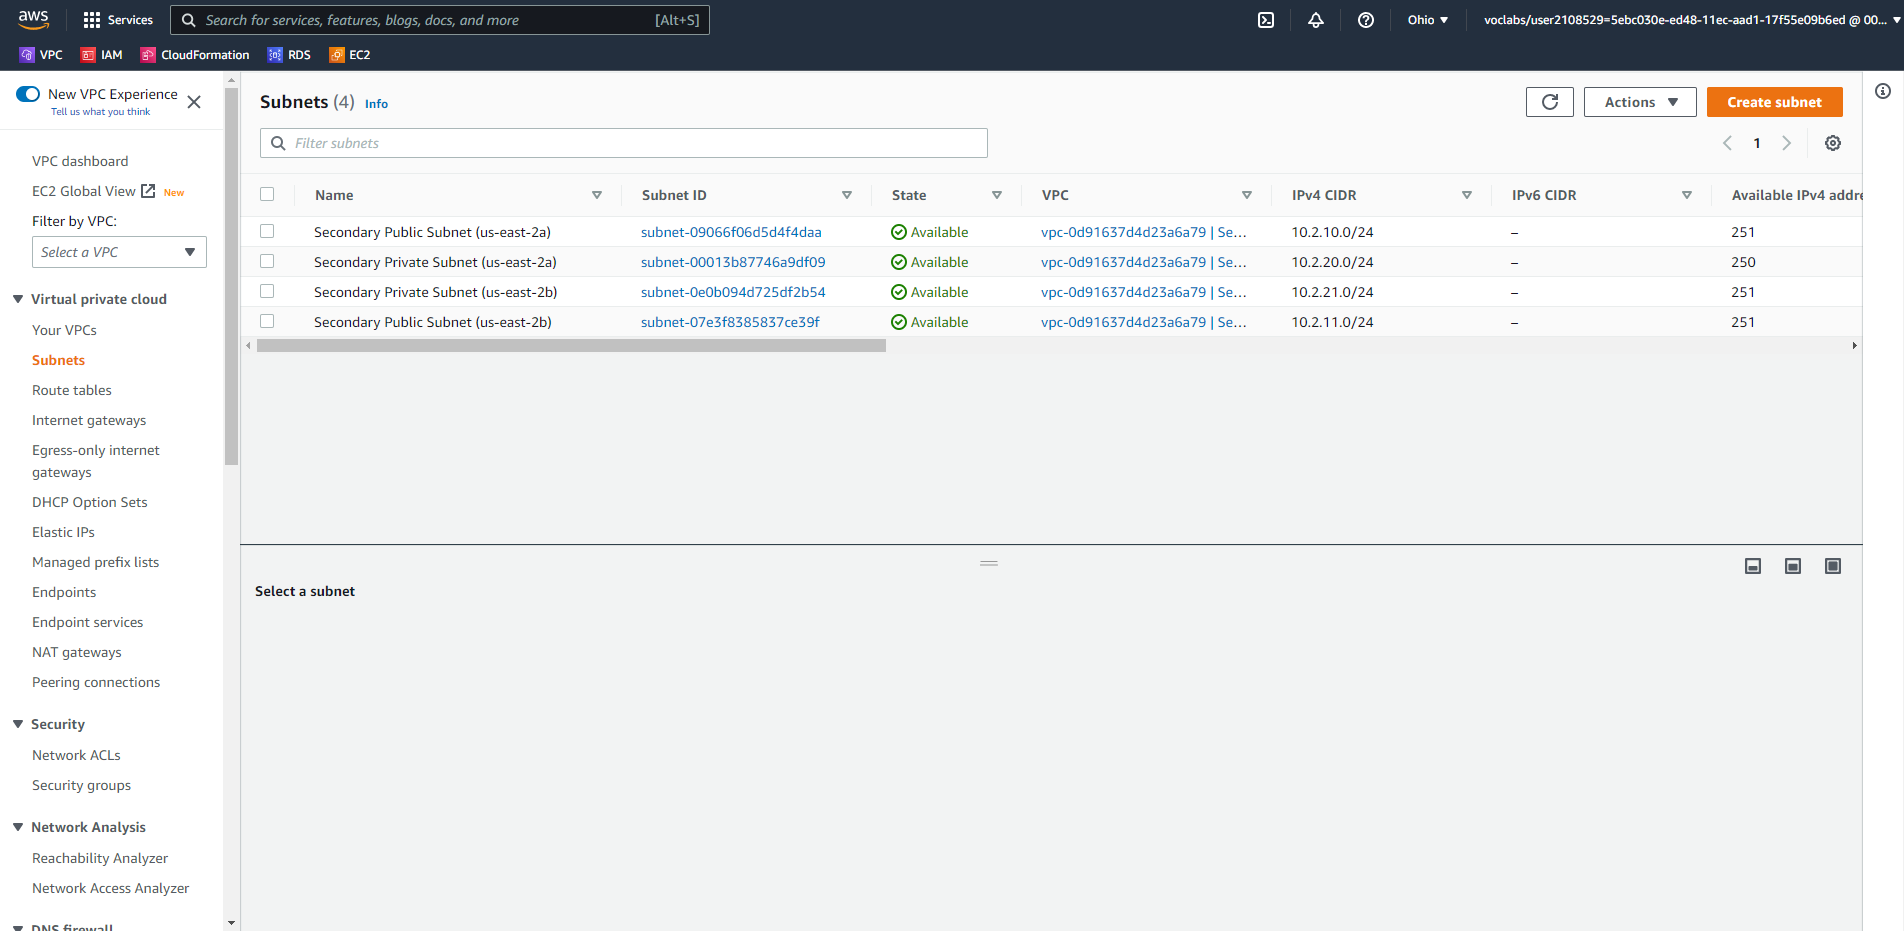 aws Services Search for services, features, blogs, docs, and more [Alt+S] Ohio voclabs/user2108529=5ebc030e-ed48-11ec-aad1-17f55e09b6ed @ 00...
VPC IAM CloudFormation RDS EC2
New VPC Experience
Tell us what you think
VPC dashboard
EC2 Global View New
Filter by VPC:
Select a VPC
Virtual private cloud
Your VPCs
Subnets
Route tables
Internet gateways
Egress-only internet
gateways
DHCP Option Sets
Elastic IPs
Managed prefix lists
Endpoints
Endpoint services
NAT gateways
Peering connections
Security
Network ACLs
Security groups
Network Analysis
Reachability Analyzer
Network Access Analyzer
DNS firewall
Subnets (4) Info
Actions
Create subnet
Filter subnets
1
Name Subnet ID State VPC IPv4 CIDR IPv6 CIDR Available IPv4 addre
Secondary Public Subnet (us-east-2a) subnet-09066f06d5d4f4daa Available vpc-0d91637d4d23a6a79 | Se... 10.2.10.0/24 – 251
Secondary Private Subnet (us-east-2a) subnet-00013b87746a9df09 Available vpc-0d91637d4d23a6a79 | Se... 10.2.20.0/24 – 250
Secondary Private Subnet (us-east-2b) subnet-0e0b094d725df2b54 Available vpc-0d91637d4d23a6a79 | Se... 10.2.21.0/24 – 251
Secondary Public Subnet (us-east-2b) subnet-07e3f8385837ce39f Available vpc-0d91637d4d23a6a79 | Se... 10.2.11.0/24 – 251
Select a subnet